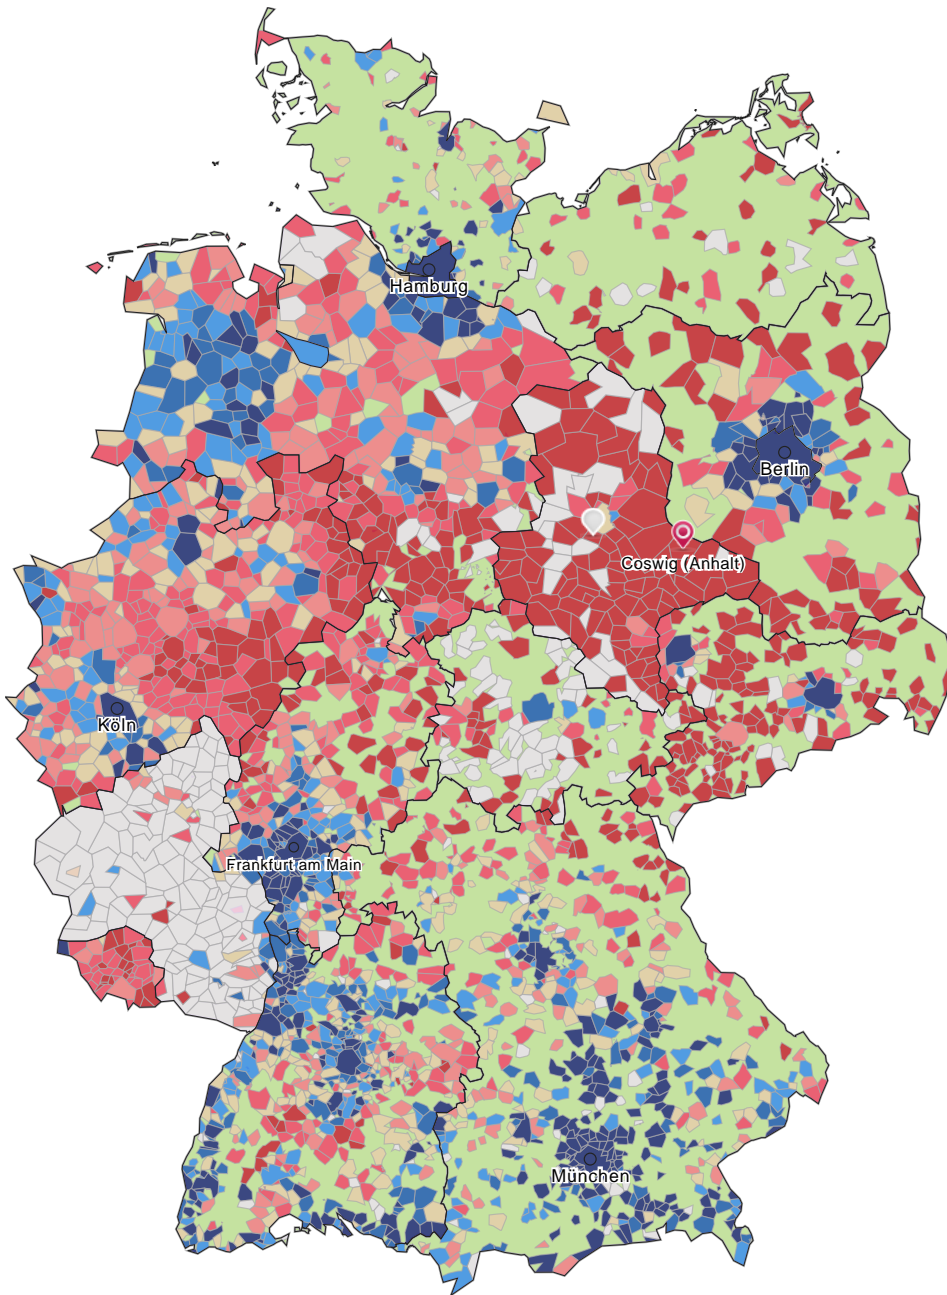 Hamburg
Berlin
Coswig (Anhalt)
Köln
Frankfurt am Main
München